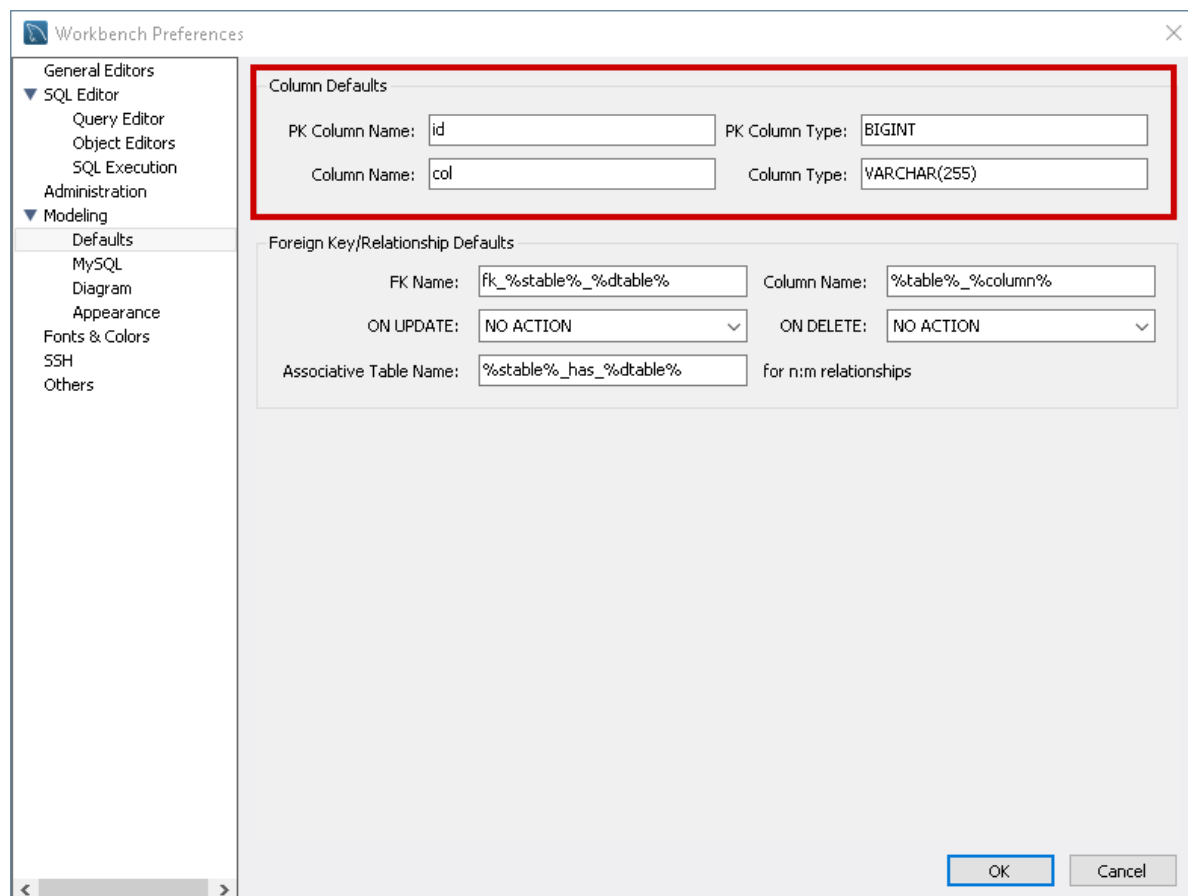 Workbench Preferences
General Editors
SQL Editor
Query Editor
Object Editors
SQL Execution
Administration
Modeling
Defaults
MySQL
Diagram
Appearance
Fonts & Colors
SSH
Others
Column Defaults
PK Column Name: id PK Column Type: BIGINT
Column Name: col Column Type: VARCHAR(255)
Foreign Key/Relationship Defaults
FK Name: fk_%stable%_%dtable% Column Name: %table%_%column%
ON UPDATE: NO ACTION ON DELETE: NO ACTION
Associative Table Name: %stable%_has_%dtable% for n:m relationships
OK Cancel